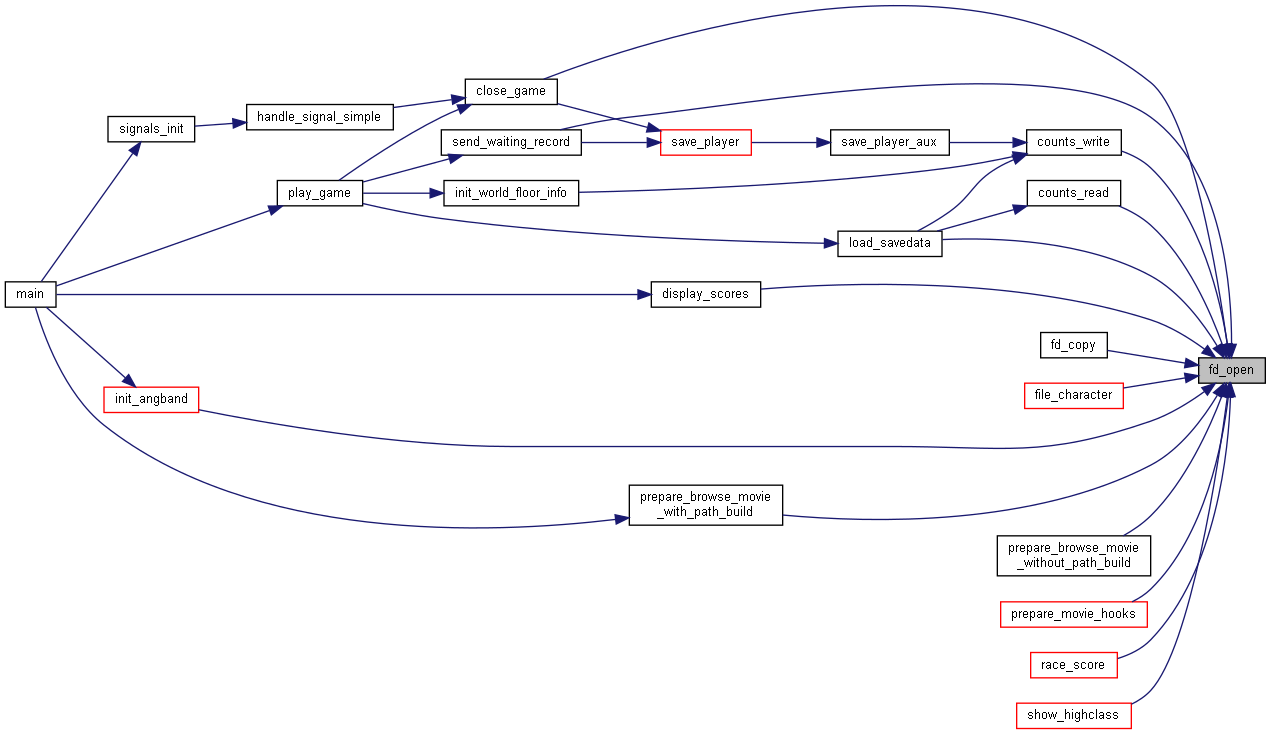 close_game
handle_signal_simple
signals_init
send_waiting_record
save_player
save_player_aux
counts_write
play_game
init_world_floor_info
counts_read
load_savedata
main
display_scores
fd_copy
fd_open
init_angband
file_character
prepare_browse_movie
_with_path_build
prepare_browse_movie
_without_path_build
prepare_movie_hooks
race_score
show_highclass